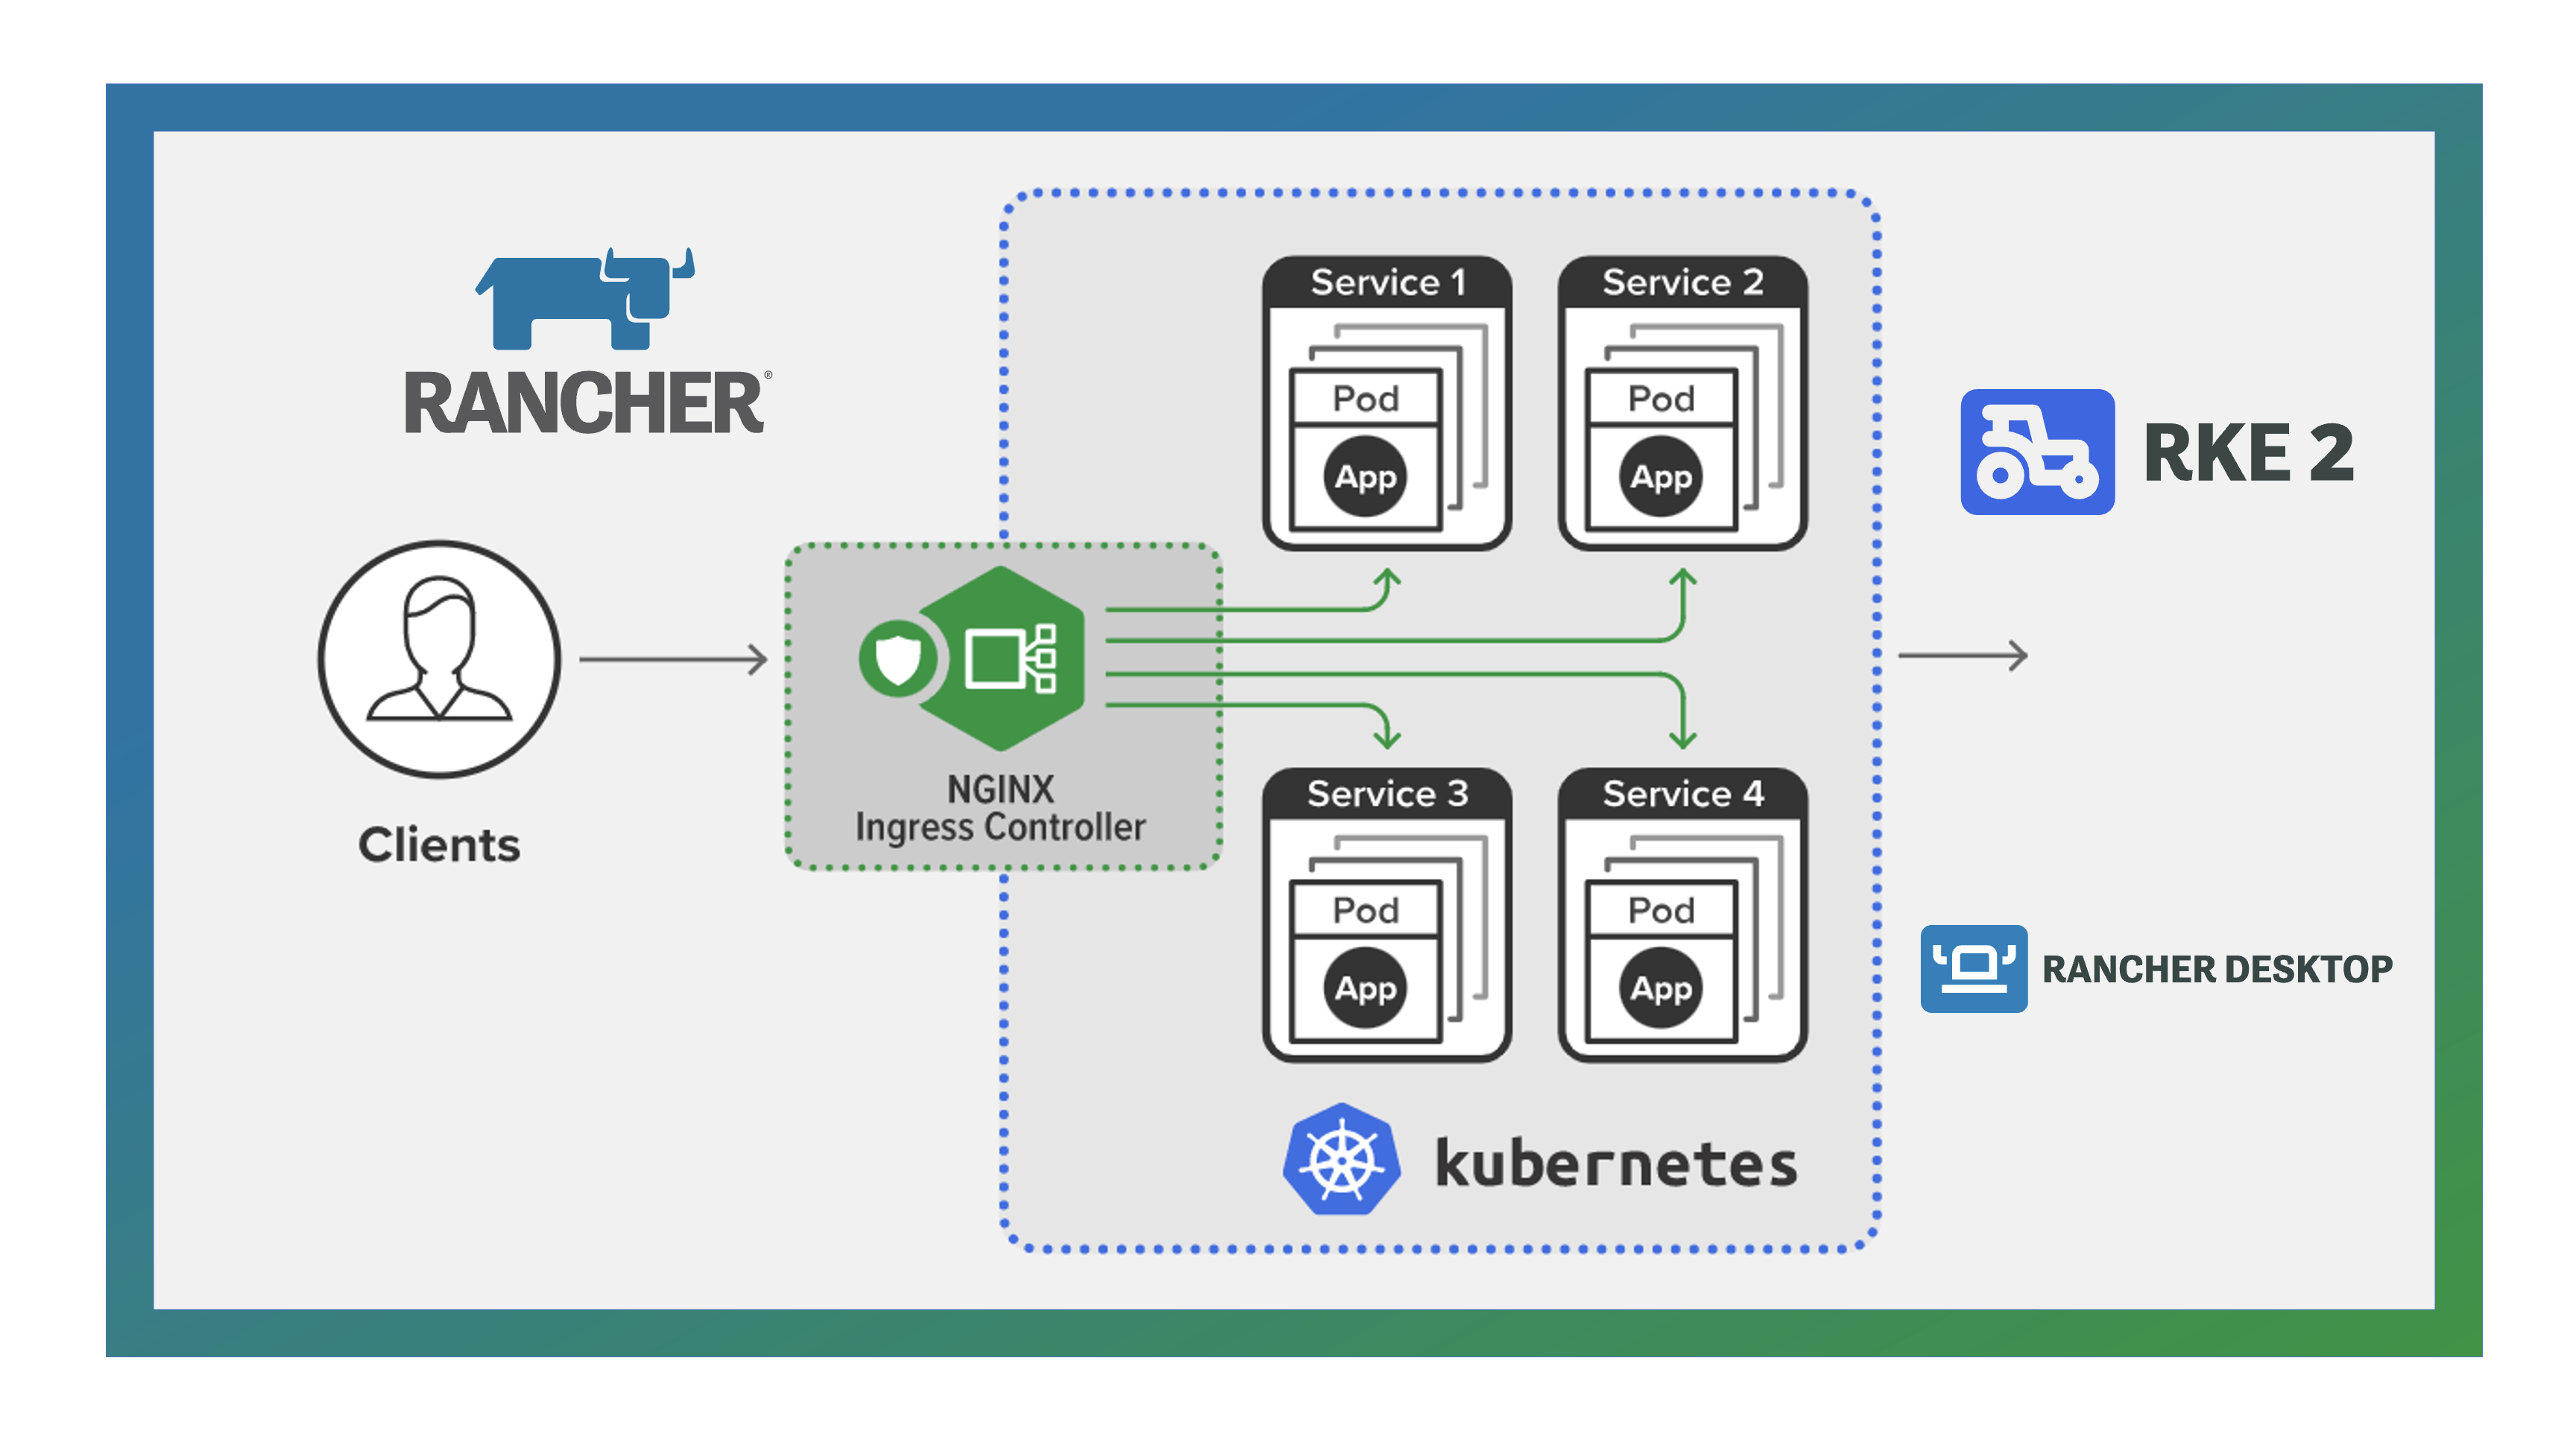 RANCHER®
Clients
NGINX
Ingress Controller
Service 1
Pod
App
Service 2
Pod
App
Service 3
Pod
App
Service 4
Pod
App
kubernetes
RKE 2
RANCHER DESKTOP